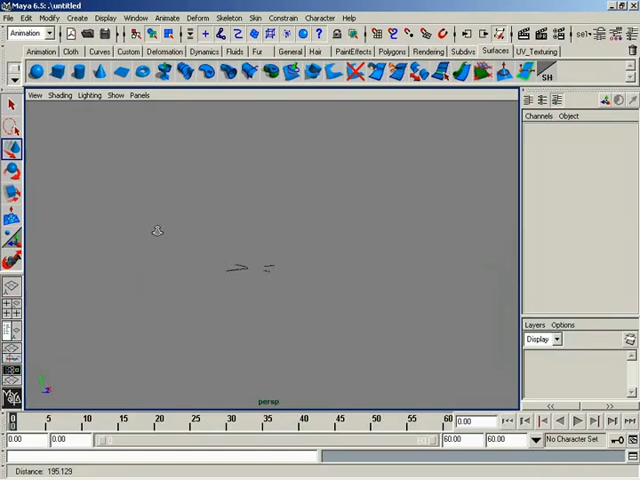 Maya 6.5: .\untitled
File Edit Modify Create Display Window Animate Deform Skeleton Skin Constrain Character Help
Animation sel
Animation Cloth Curves Custom Deformation Dynamics Fluids Fur General Hair PaintEffects Polygons Rendering Subdivs Surfaces UV_Texturing
SH
View Shading Lighting Show Panels
Channels Object
Layers Options
Display
persp
0 5 10 15 20 25 30 35 40 45 50 55 60 0.00
0.00 0.00 60.00 60.00 No Character Set
Distance: 195.129